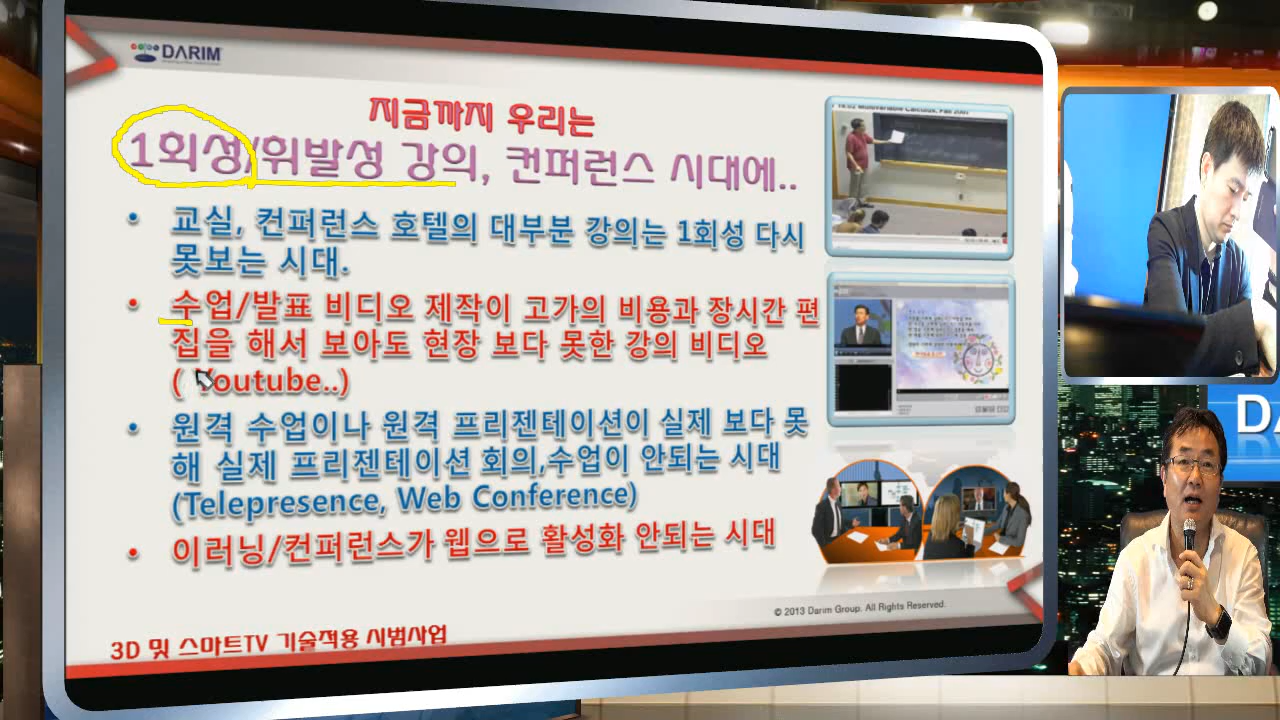 DARIM
지금까지 우리는
1회성/휘발성 강의, 컨퍼런스 시대에..
• 교실, 컨퍼런스 호텔의 대부분 강의는 1회성 다시
못보는 시대.
• 수업/발표 비디오 제작이 고가의 비용과 장시간 편
집을 해서 보아도 현장 보다 못한 강의 비디오
( Youtube..)
• 원격 수업이나 원격 프리젠테이션이 실제 보다 못
해 실제 프리젠테이션 회의,수업이 안되는 시대
(Telepresence, Web Conference)
• 이러닝/컨퍼런스가 웹으로 활성화 안되는 시대
© 2013 Darim Group. All Rights Reserved.
3D 및 스마트TV 기술적용 시범사업